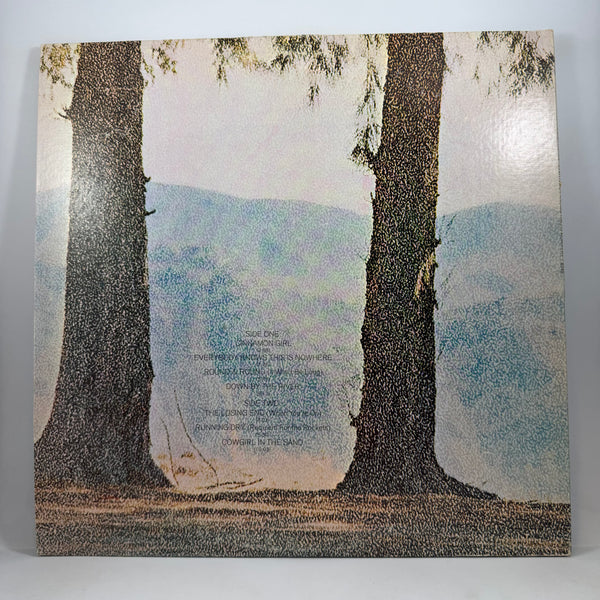 SIDE ONE
CINNAMON GIRL
EVERYBODY KNOWS THIS IS NOWHERE
ROUND & ROUND (It Won't Be Long)
DOWN BY THE RIVER
SIDE TWO
THE LOSING END (When You're On)
RUNNING DRY (Requiem For the Rockets)
COWGIRL IN THE SAND